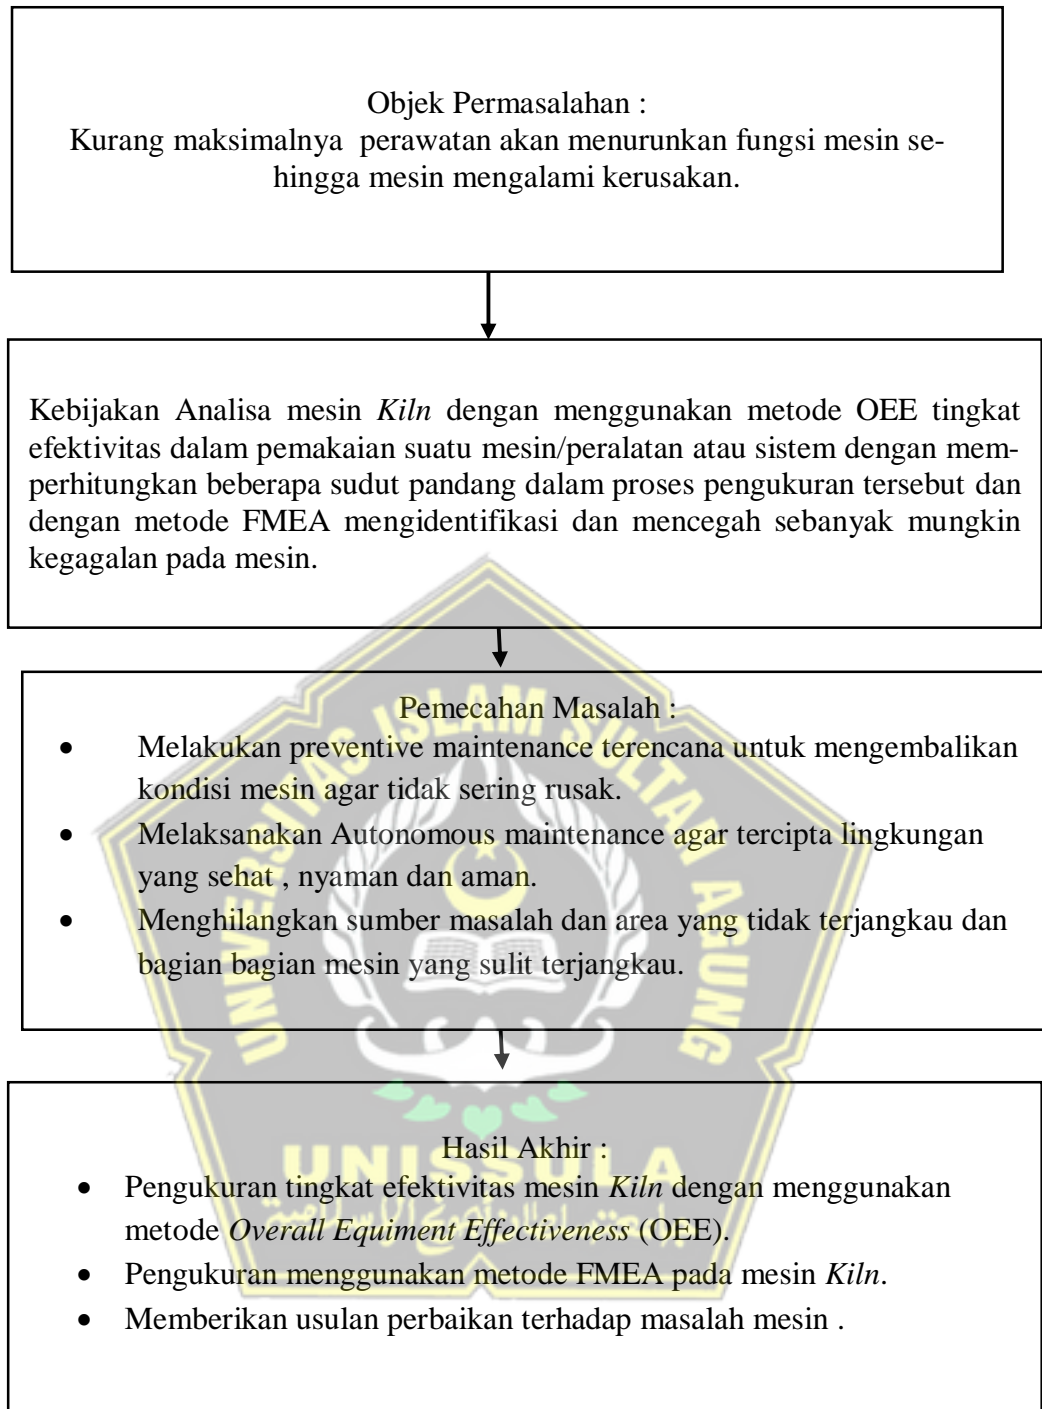 Objek Permasalahan :
Kurang maksimalnya  perawatan akan menurunkan fungsi mesin se-
hingga mesin mengalami kerusakan.
Kebijakan Analisa mesin Kiln dengan menggunakan metode OEE tingkat
efektivitas dalam pemakaian suatu mesin/peralatan atau sistem dengan mem-
perhitungkan beberapa sudut pandang dalam proses pengukuran tersebut dan
dengan metode FMEA mengidentifikasi dan mencegah sebanyak mungkin
kegagalan pada mesin.
Pemecahan Masalah :
• Melakukan preventive maintenance terencana untuk mengembalikan
kondisi mesin agar tidak sering rusak.
• Melaksanakan Autonomous maintenance agar tercipta lingkungan
yang sehat , nyaman dan aman.
• Menghilangkan sumber masalah dan area yang tidak terjangkau dan
bagian bagian mesin yang sulit terjangkau.
Hasil Akhir :
• Pengukuran tingkat efektivitas mesin Kiln dengan menggunakan
metode Overall Equiment Effectiveness (OEE).
• Pengukuran menggunakan metode FMEA pada mesin Kiln.
• Memberikan usulan perbaikan terhadap masalah mesin .
UNIVERSITAS ISLAM SULTAN AGUNG
UNISSULA